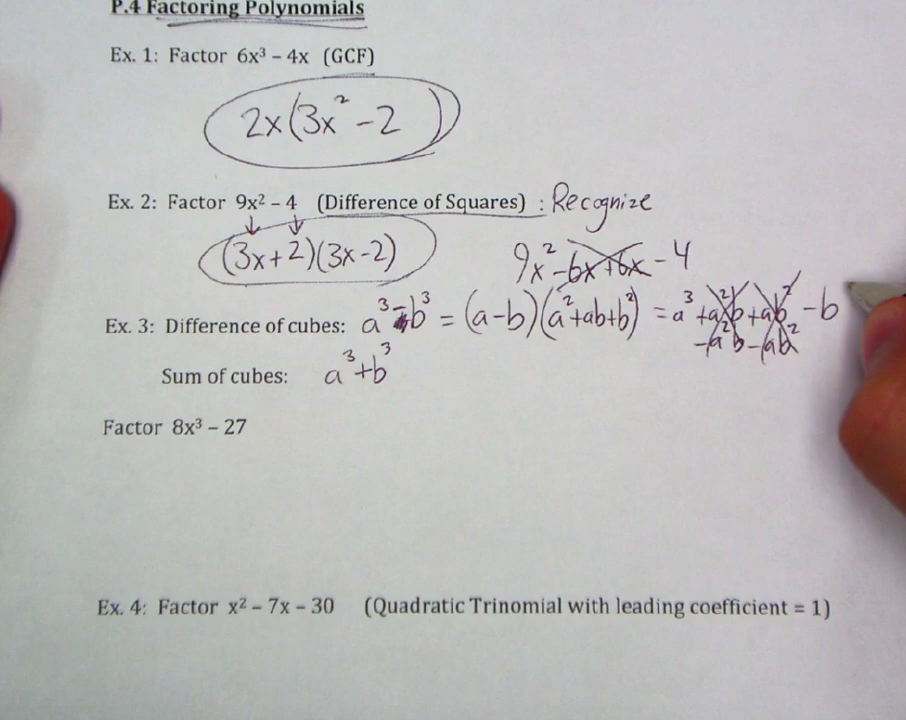 P.4 Factoring Polynomials
Ex. 1: Factor 6x³ – 4x (GCF)
2x(3x² - 2 )
Ex. 2: Factor 9x² – 4 (Difference of Squares) : Recognize
(3x+2)(3x-2)
9x² - 6x + 6x - 4
Ex. 3: Difference of cubes: a³ - b³ = (a-b)(a²+ab+b²) = a³ + a²b + ab² - b
- a²b - ab²
Sum of cubes: a³ + b³
Factor 8x³ – 27
Ex. 4: Factor x² – 7x – 30 (Quadratic Trinomial with leading coefficient = 1)